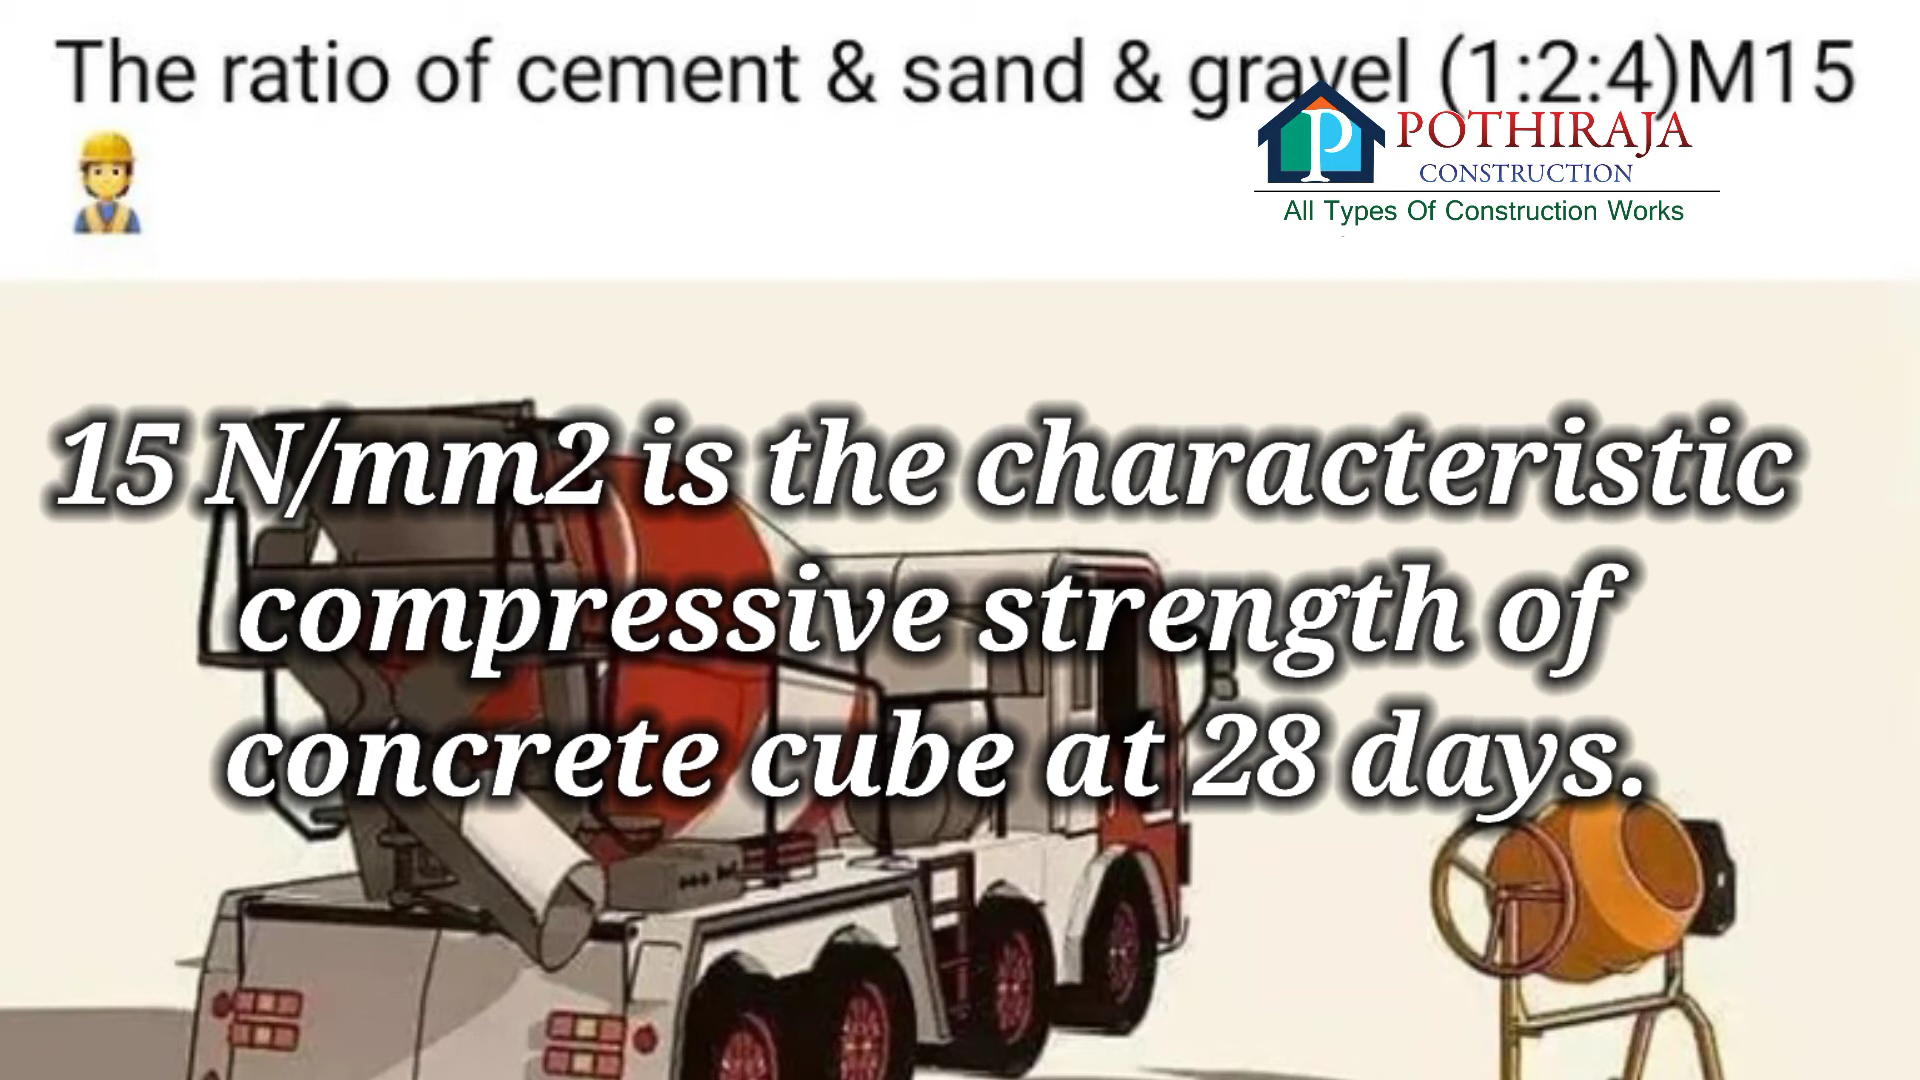 The ratio of cement & sand & gravel (1:2:4)M15
P POTHIRAJA
CONSTRUCTION
All Types Of Construction Works
15 N/mm2 is the characteristic
compressive strength of
concrete cube at 28 days.